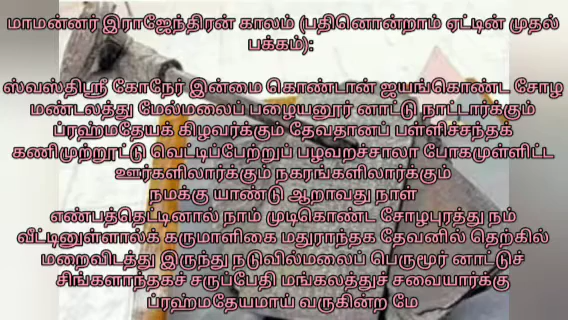 மாமன்னர் இராஜேந்திரன் காலம் (பதினொன்றாம் ஏட்டின் முதல்
பக்கம்):
ஸ்வஸ்திஸ்ரீ கோநேர் இன்மை கொண்டான் ஜயங்கொண்ட சோழ
மண்டலத்து மேல்மலைப் பழையனூர் னாட்டு நாட்டார்க்கும்
ப்ரஹ்மதேயக் கிழவர்க்கும் தேவதானப் பள்ளிச்சந்தக்
கணிமுற்றூட்டு வெட்டிப்பேற்றுப் பழவறச்சாலா போகமுள்ளிட்ட
ஊர்களிலார்க்கும் நகரங்களிலார்க்கும்
நமக்கு யாண்டு ஆறாவது நாள்
எண்பத்தெட்டினால் நாம் முடிகொண்ட சோழபுரத்து நம்
வீட்டினுள்ளால்க் கருமாளிகை மதுராந்தக தேவனில் தெற்கில்
மறைவிடத்து இருந்து நடுவில்மலைப் பெருமூர் னாட்டுச்
சிங்களாந்தகச் சருப்பேதி மங்கலத்துச் சவையார்க்கு
ப்ரஹ்மதேயமாய் வருகின்ற மே